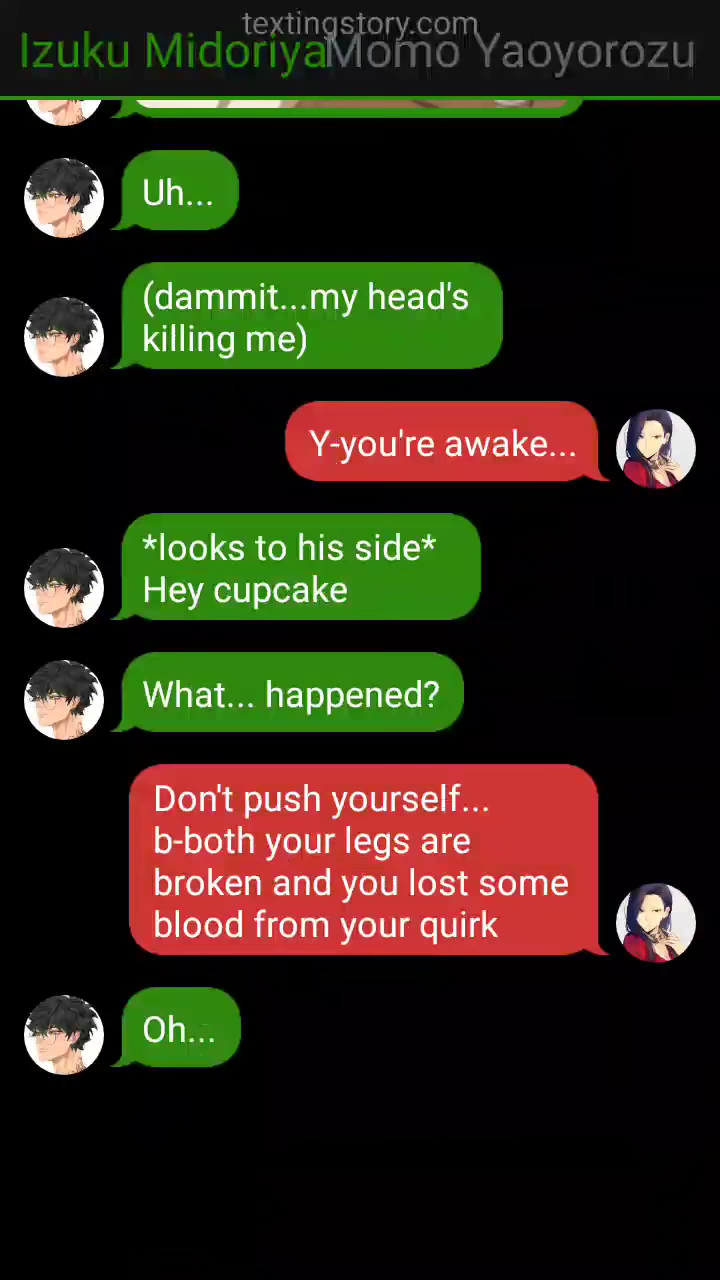 textingstory.com
Izuku Midoriya Momo Yaoyorozu
Uh...
(dammit...my head's
killing me)
Y-you're awake...
*looks to his side*
Hey cupcake
What... happened?
Don't push yourself...
b-both your legs are
broken and you lost some
blood from your quirk
Oh...